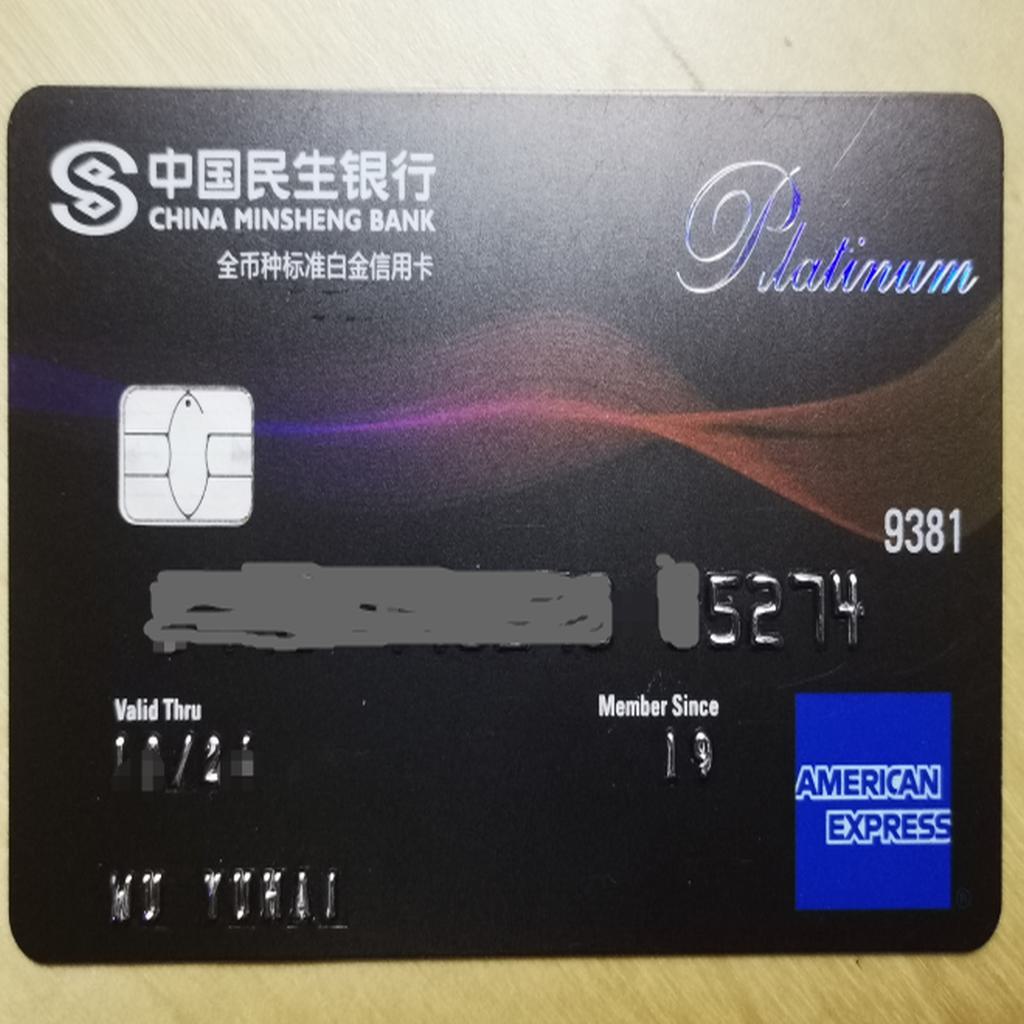 中国民生银行
CHINA MINSHENG BANK
全币种标准白金信用卡
Platinum
9381
5274
Valid Thru
Member Since
19
WU YUHAI
AMERICAN
EXPRESS
®